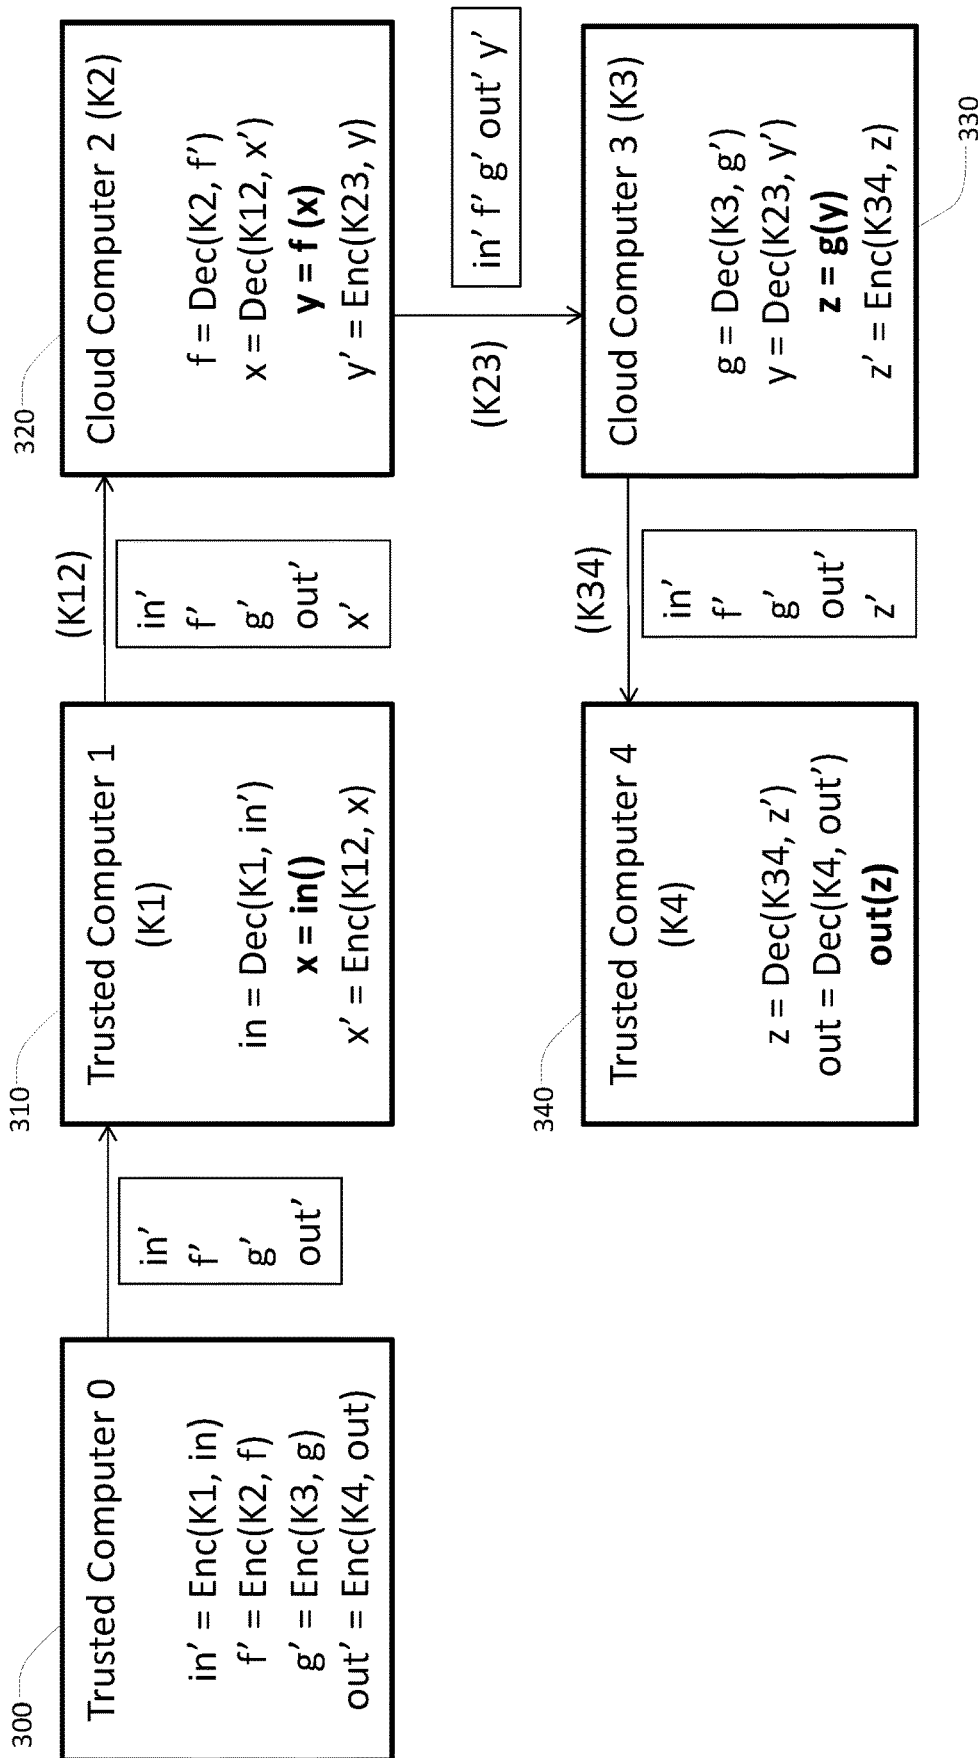 300
Trusted Computer 0
in' = Enc(K1, in)
f' = Enc(K2, f)
g' = Enc(K3, g)
out' = Enc(K4, out)
in'
f'
g'
out'
310
Trusted Computer 1
(K1)
in = Dec(K1, in')
x = in()
x' = Enc(K12, x)
(K12)
in'
f'
g'
out'
x'
320
Cloud Computer 2 (K2)
f = Dec(K2, f')
x = Dec(K12, x')
y = f (x)
y' = Enc(K23, y)
(K23)
in' f' g' out' y'
Cloud Computer 3 (K3)
g = Dec(K3, g')
y = Dec(K23, y')
z = g(y)
z' = Enc(K34, z)
330
(K34)
in'
f'
g'
out'
z'
340
Trusted Computer 4
(K4)
z = Dec(K34, z')
out = Dec(K4, out')
out(z)